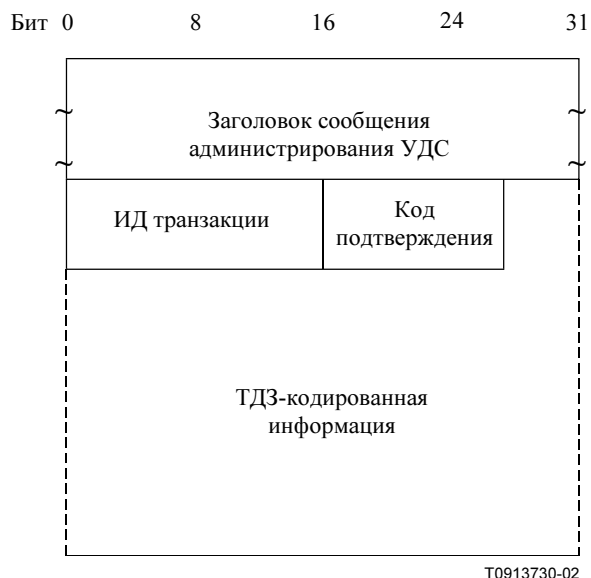 Бит 0 8 16 24 31
Заголовок сообщения
администрирования УДС
ИД транзакции
Код
подтверждения
ТДЗ-кодированная
информация
T0913730-02